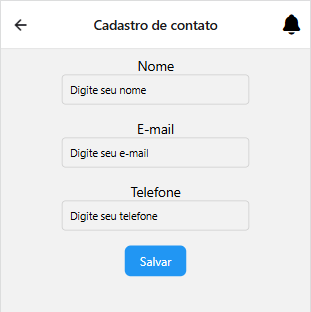 Cadastro de contato
Nome
Digite seu nome
E-mail
Digite seu e-mail
Telefone
Digite seu telefone
Salvar